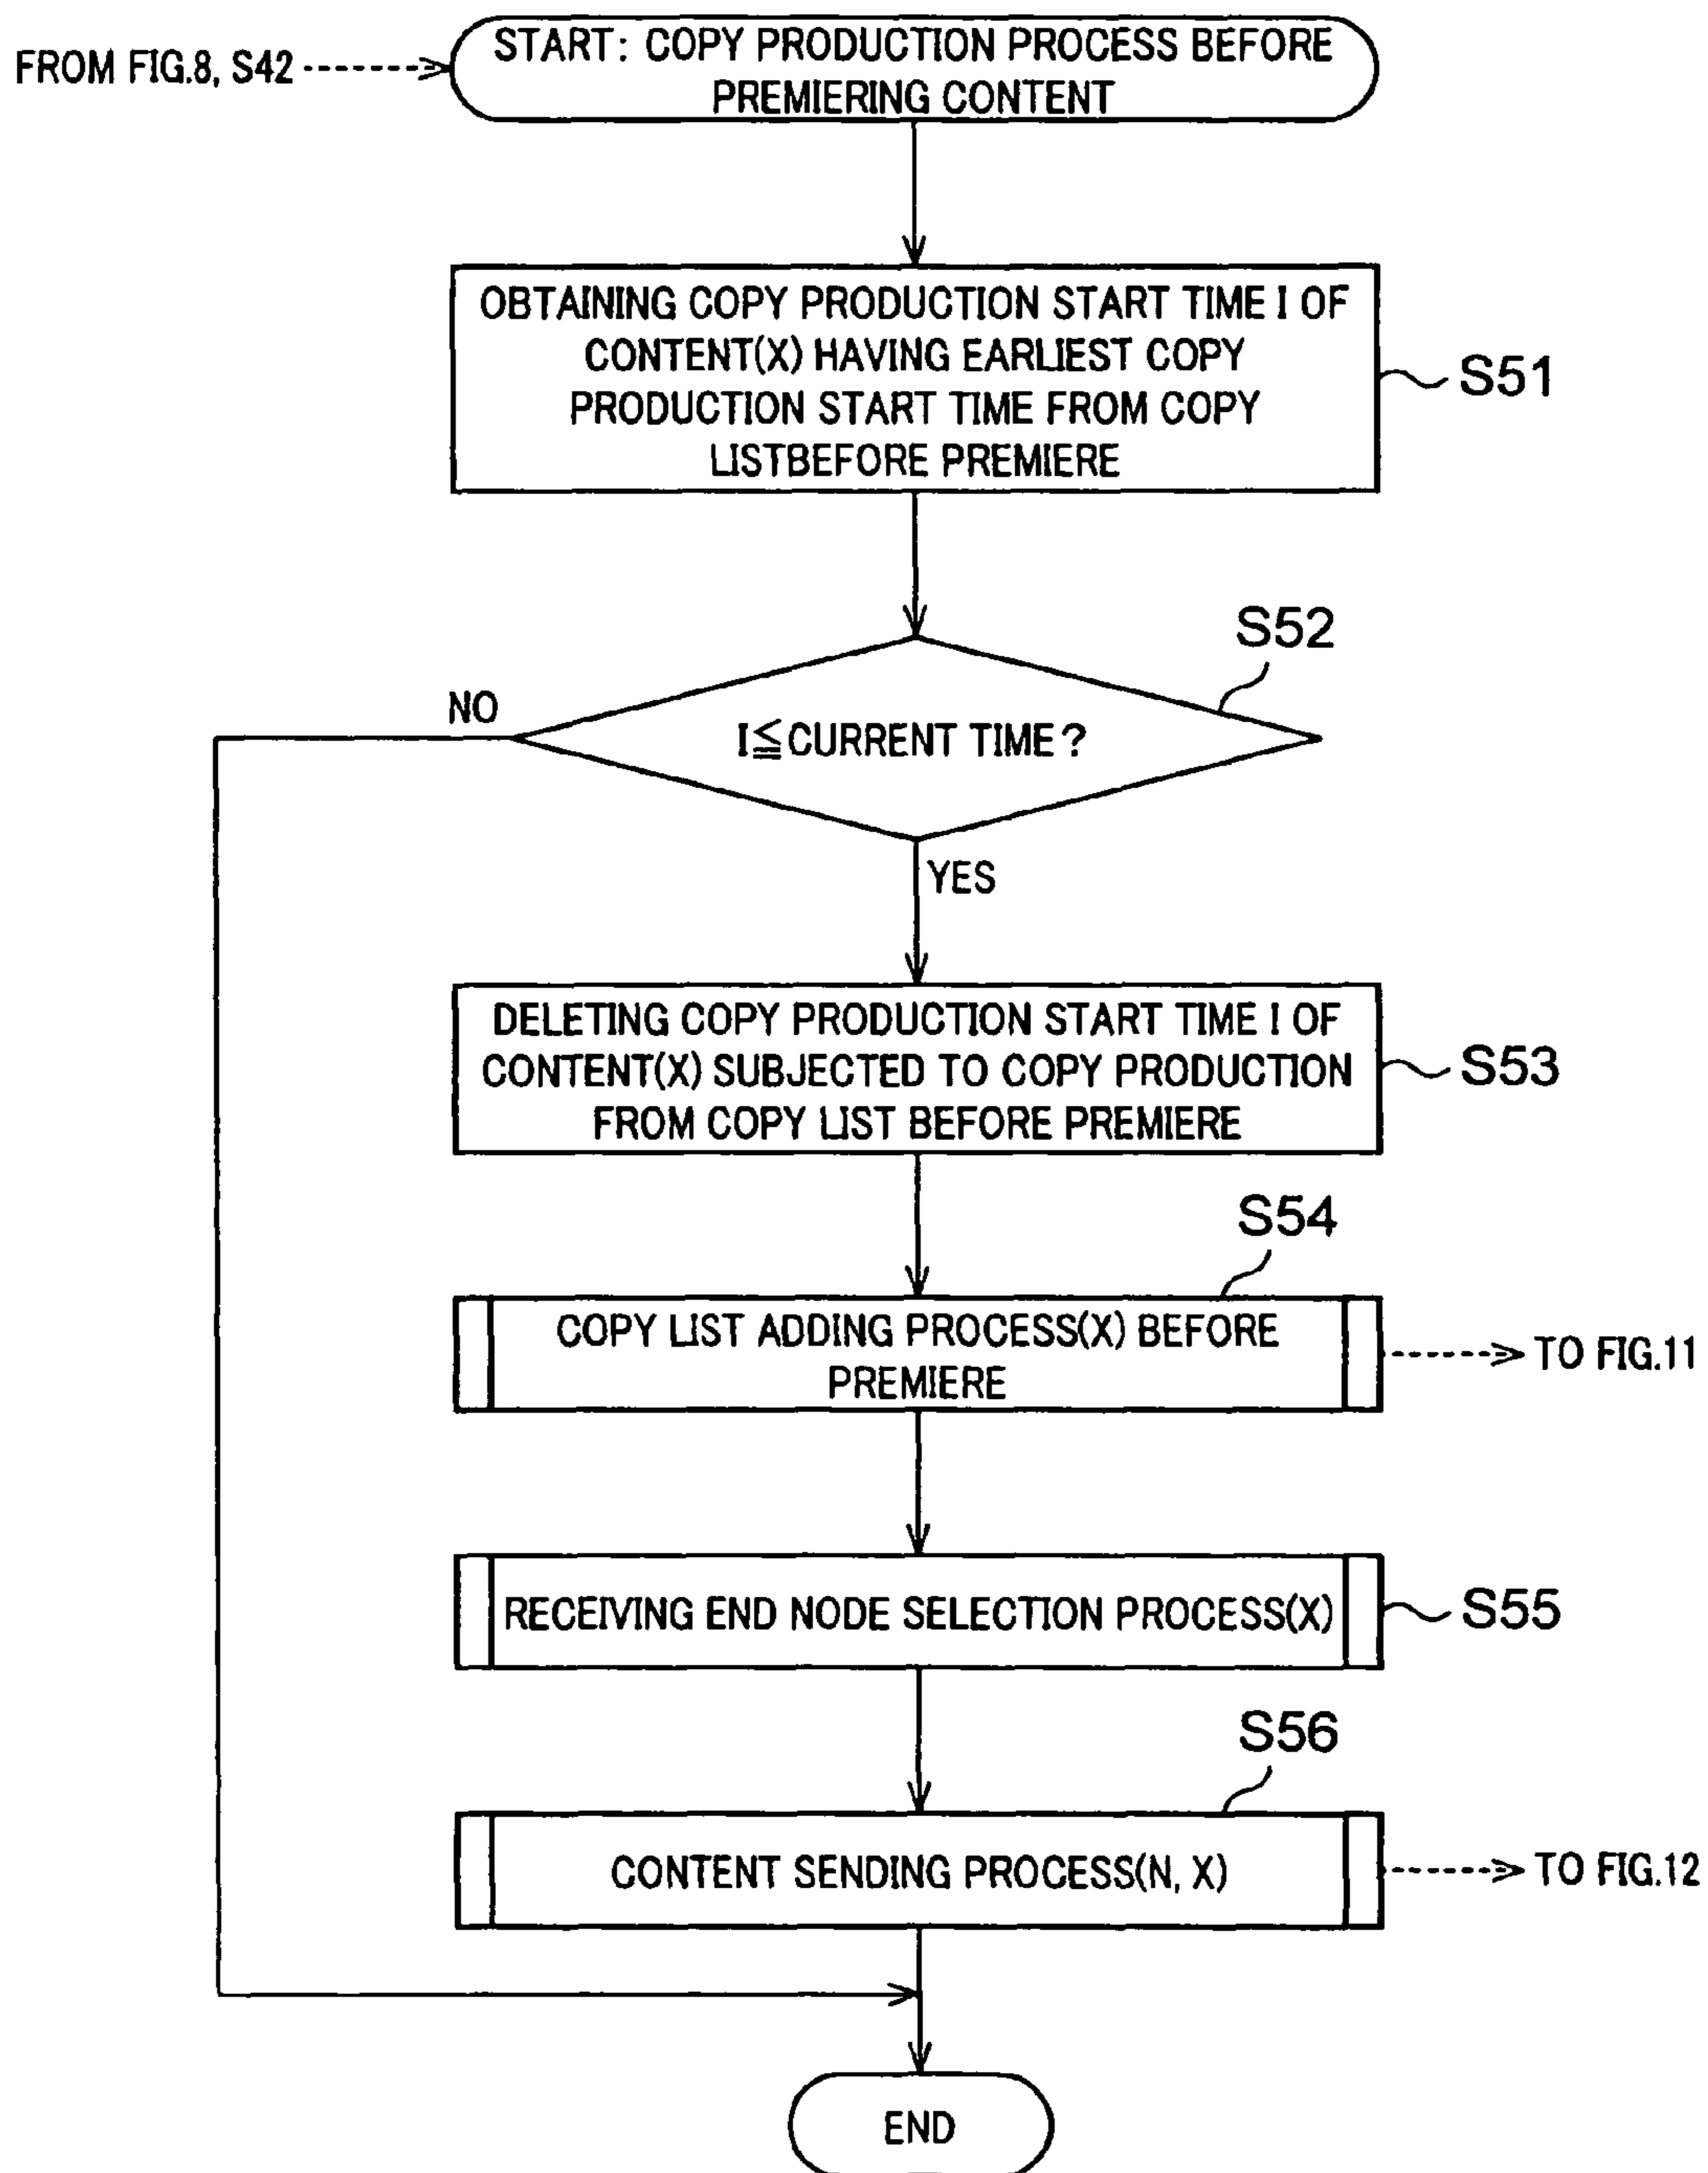 START: COPY PRODUCTION PROCESS BEFORE
PREMIERING CONTENT
FROM FIG.8, S42
OBTAINING COPY PRODUCTION START TIME I OF
CONTENT(X) HAVING EARLIEST COPY
PRODUCTION START TIME FROM COPY
LISTBEFORE PREMIERE
S51
S52
NO
I≦CURRENT TIME?
YES
DELETING COPY PRODUCTION START TIME I OF
CONTENT(X) SUBJECTED TO COPY PRODUCTION
FROM COPY LIST BEFORE PREMIERE
S53
S54
COPY LIST ADDING PROCESS(X) BEFORE
PREMIERE
TO FIG.11
RECEIVING END NODE SELECTION PROCESS(X)
S55
S56
CONTENT SENDING PROCESS(N, X)
TO FIG.12
END